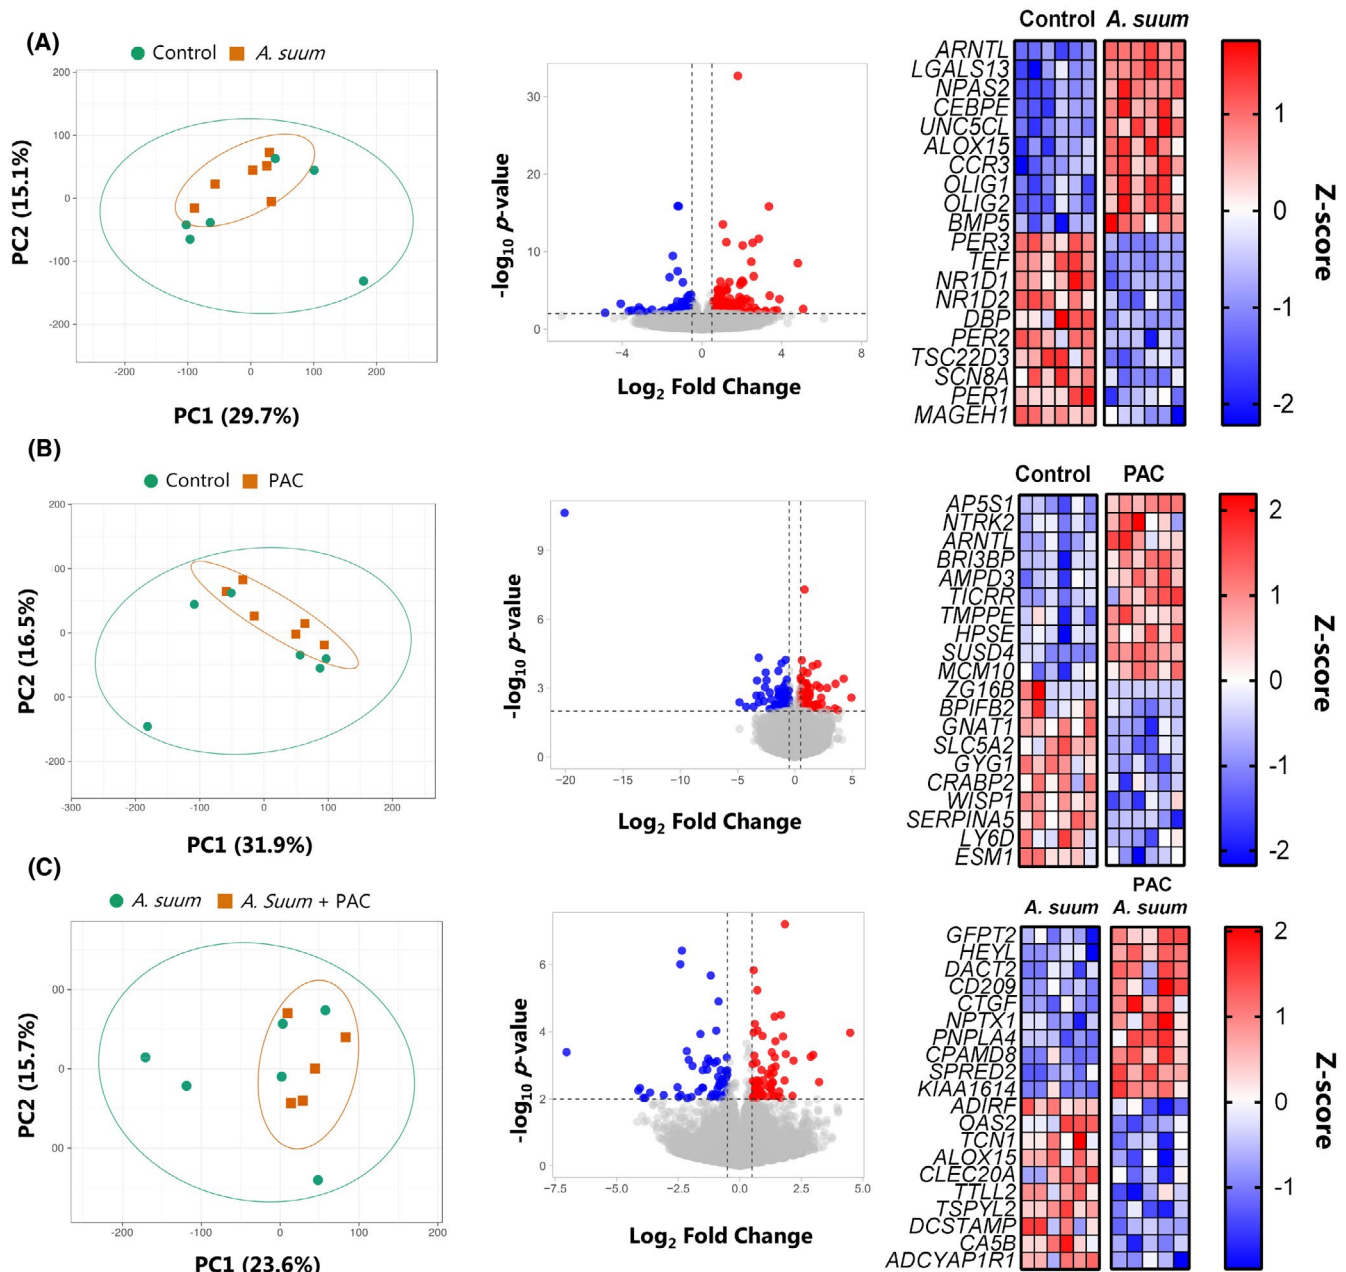 (A)
Control A. suum
200
100
0
-100
-200
-200 -100 0 100 200
PC2 (15.1%)
PC1 (29.7%)
30
20
10
0
-4 0 4 8
-log10 p-value
Log2 Fold Change
Control A. suum
ARNTL
LGALS13
NPAS2
CEBPE
UNC5CL
ALOX15
CCR3
OLIG1
OLIG2
BMP5
PER3
TEF
NR1D1
NR1D2
DBP
PER2
TSC22D3
SCN8A
PER1
MAGEH1
1
0
-1
-2
Z-score
(B)
Control PAC
200
00
0
00
-200
-300 -200 -100 0 100 200
PC2 (16.5%)
PC1 (31.9%)
9
6
3
0
-20 -15 -10 -5 0 5
-log10 p-value
Log2 Fold Change
Control PAC
AP5S1
NTRK2
ARNTL
BRI3BP
AMPD3
TICRR
TMPPE
HPSE
SUSD4
MCM10
ZG16B
BPIFB2
GNAT1
SLC5A2
GYG1
CRABP2
WISP1
SERPINA5
LY6D
ESM1
2
1
0
-1
-2
Z-score
(C)
A. suum A. Suum + PAC
00
0
00
-200 -100 0 100 200
PC2 (15.7%)
PC1 (23.6%)
6
4
2
0
-7.5 -5.0 -2.5 0.0 2.5 5.0
-log10 p-value
Log2 Fold Change
PAC
A. suum A. suum
GFPT2
HEYL
DACT2
CD209
CTGF
NPTX1
PNPLA4
CPAMD8
SPRED2
KIAA1614
ADIRF
OAS2
TCN1
ALOX15
CLEC20A
TTLL2
TSPYL2
DCSTAMP
CA5B
ADCYAP1R1
2
1
0
-1
Z-score